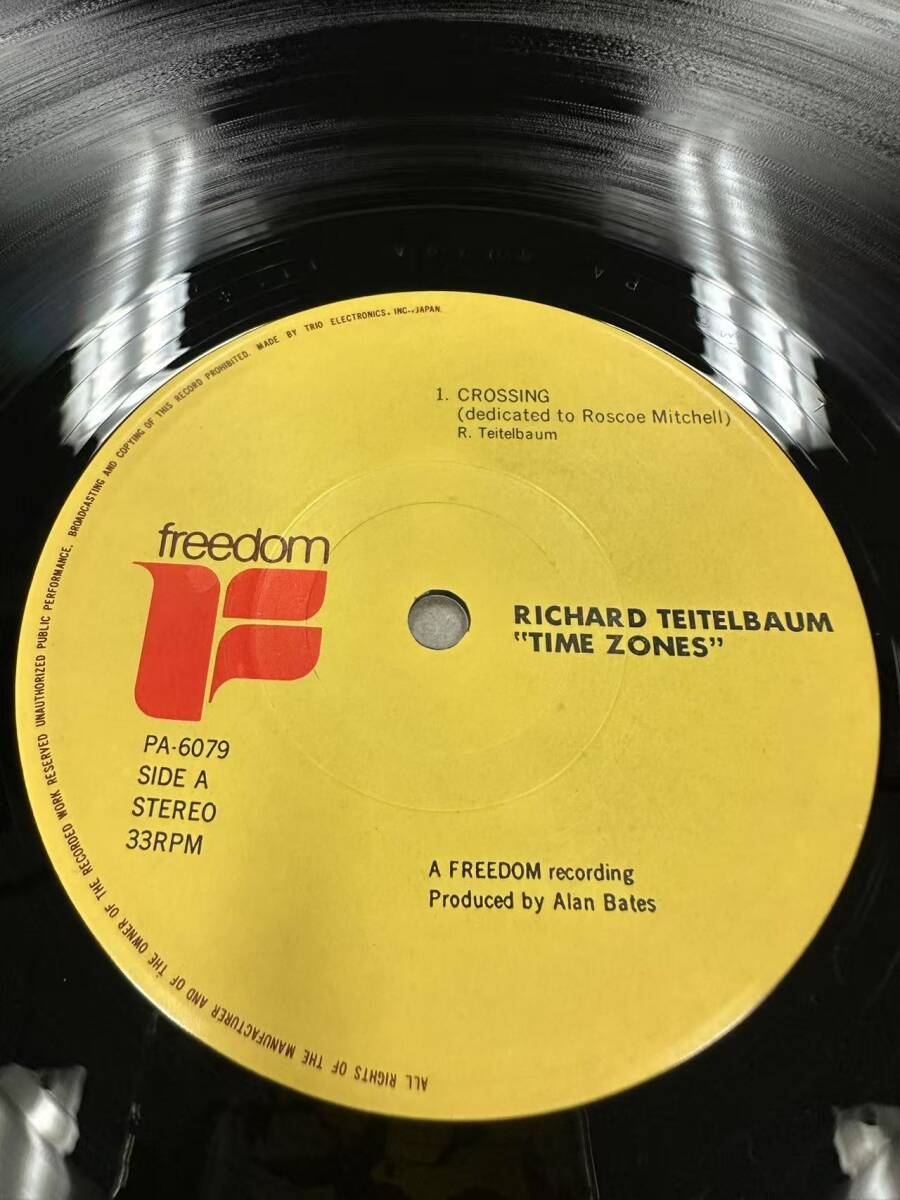 ALL RIGHTS OF THE MANUFACTURER AND OF THE OWNER OF THE RECORDED WORK RESERVED UNAUTHORIZED PUBLIC PERFORMANCE, BROADCASTING AND COPYING OF THIS RECORD PROHIBITED. MADE BY TRIO ELECTRONICS, INC., JAPAN.
1. CROSSING
(dedicated to Roscoe Mitchell)
R. Teitelbaum
freedom
RICHARD TEITELBAUM
"TIME ZONES"
PA-6079
SIDE A
STEREO
33RPM
A FREEDOM recording
Produced by Alan Bates